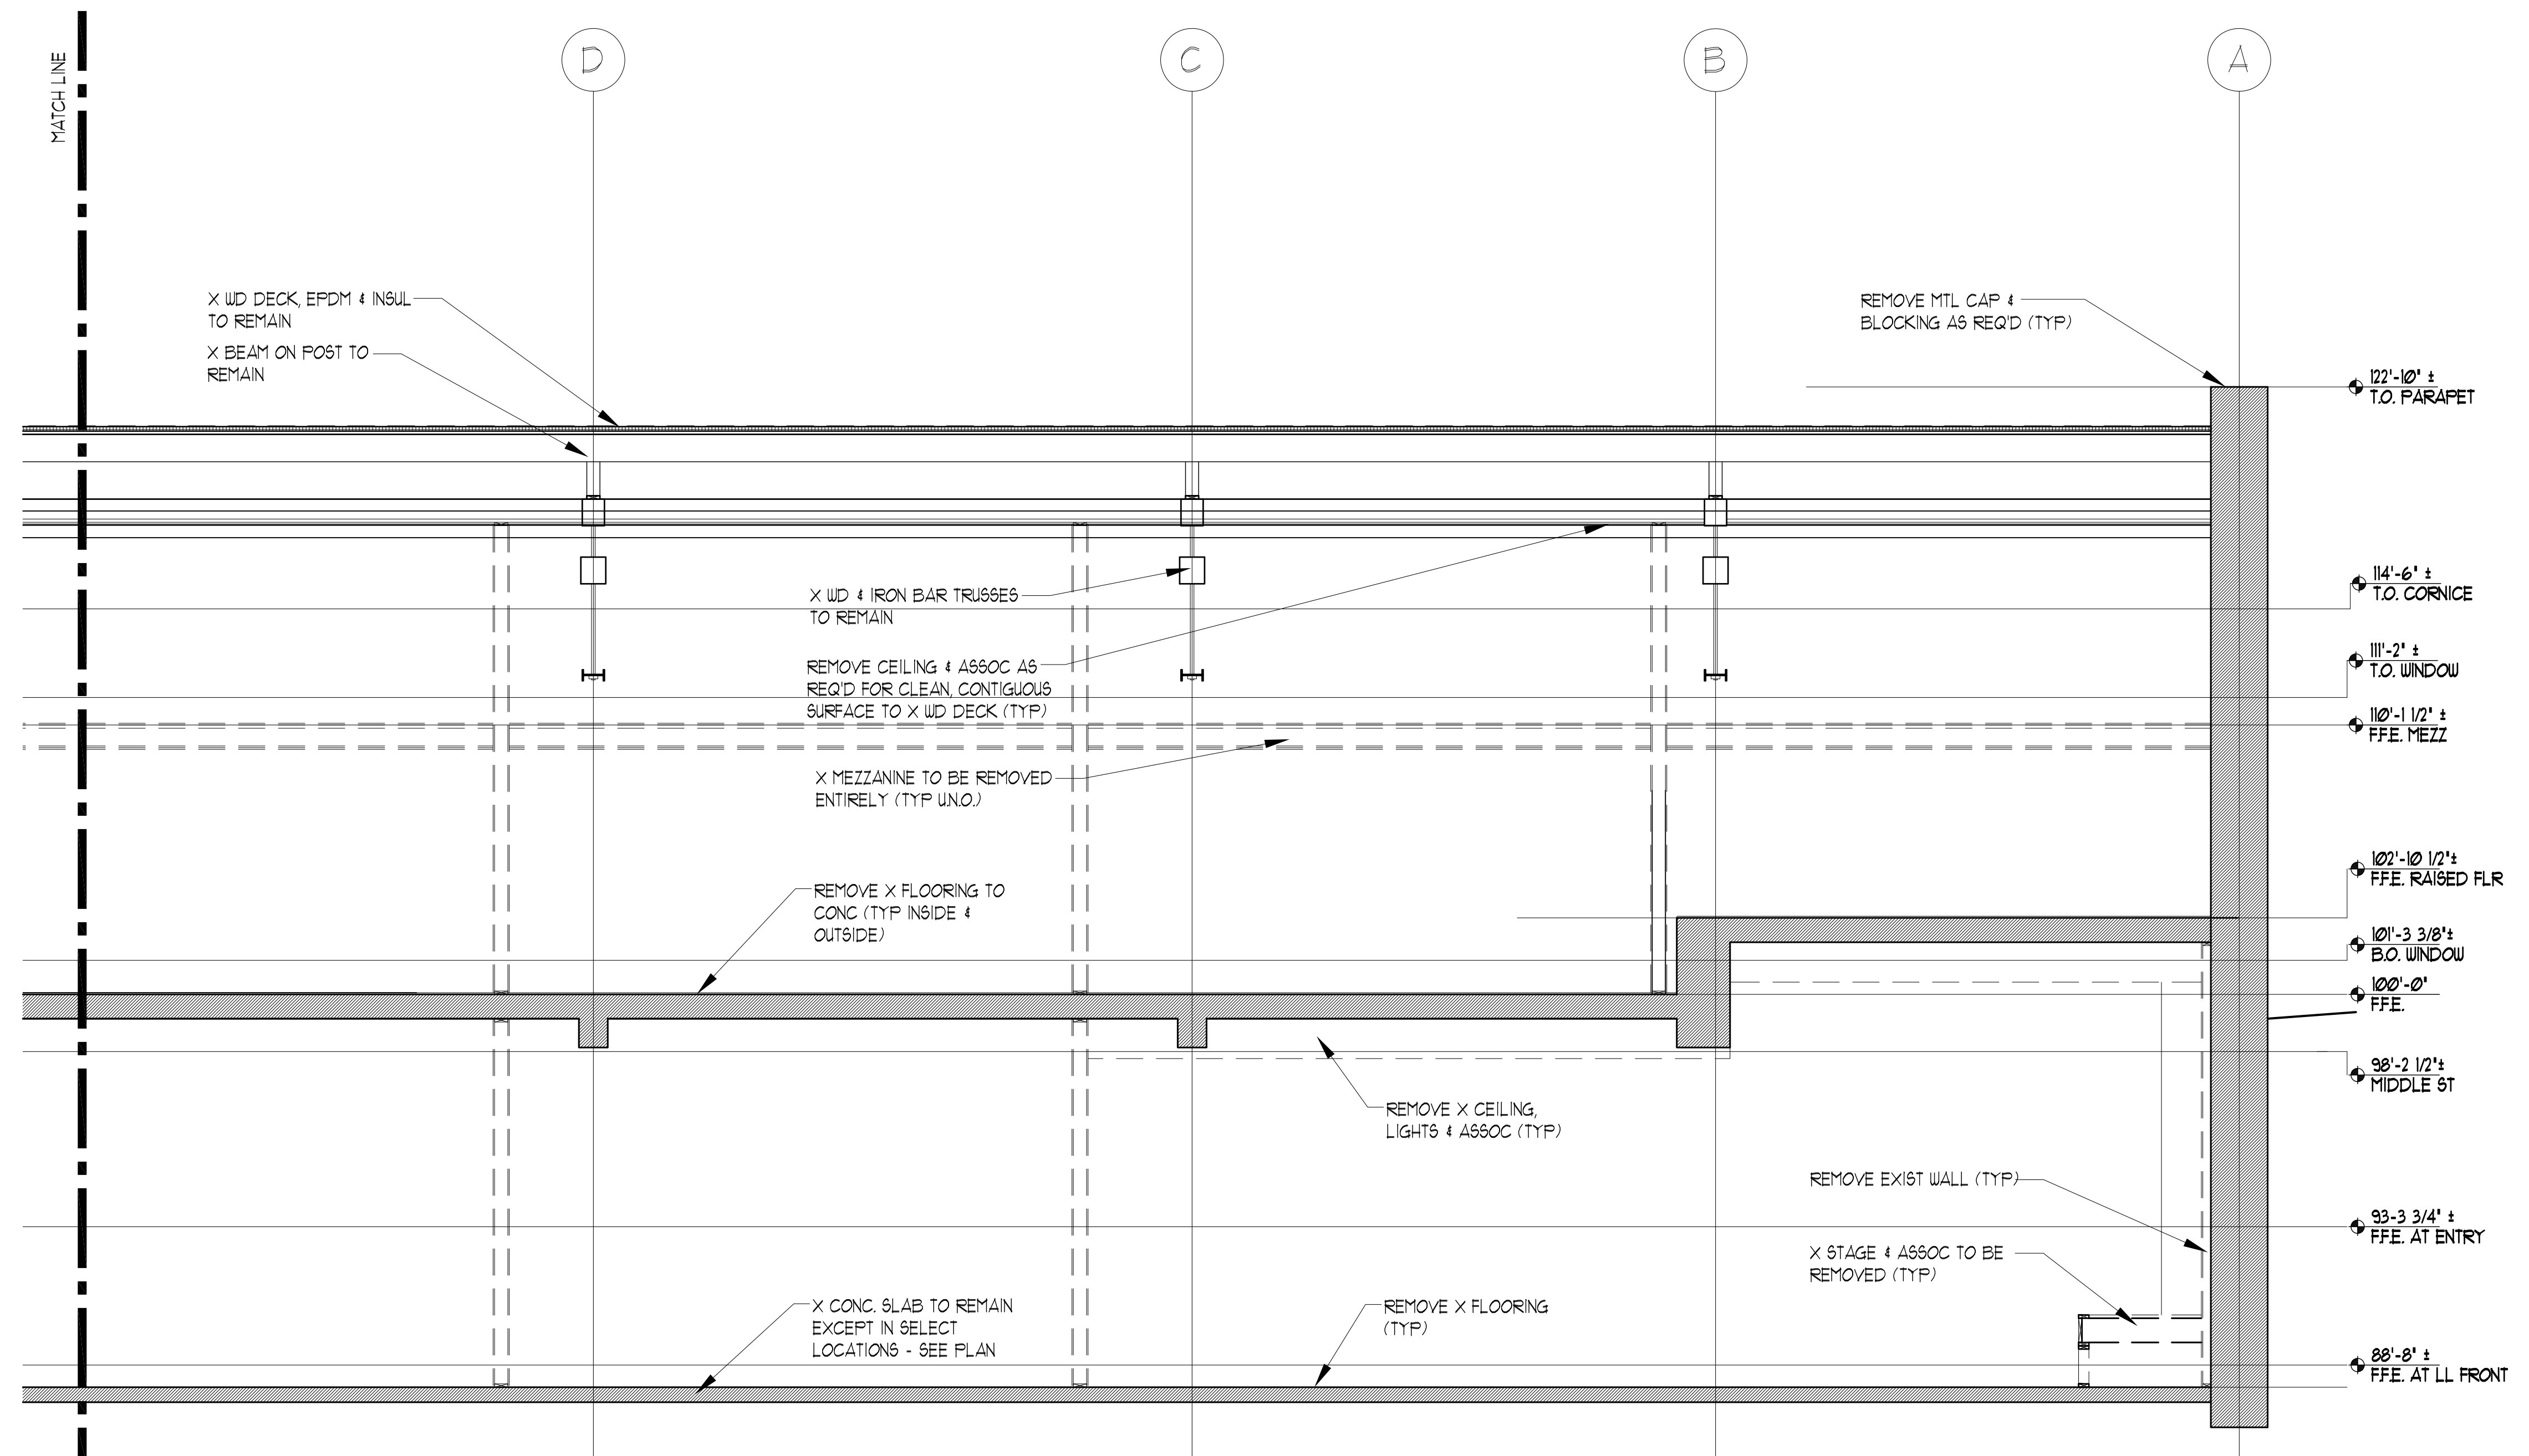 MATCH LINE
D
C
B
A
X WD DECK, EPDM & INSUL
TO REMAIN
X BEAM ON POST TO
REMAIN
REMOVE MTL CAP &
BLOCKING AS REQ'D (TYP)
122'-10" ±
T.O. PARAPET
114'-6" ±
T.O. CORNICE
X WD & IRON BAR TRUSSES
TO REMAIN
111'-2" ±
T.O. WINDOW
REMOVE CEILING & ASSOC AS
REQ'D FOR CLEAN, CONTIGUOUS
SURFACE TO X WD DECK (TYP)
110'-1 1/2" ±
F.F.E. MEZZ
X MEZZANINE TO BE REMOVED
ENTIRELY (TYP U.N.O.)
102'-10 1/2"±
F.F.E. RAISED FLR
REMOVE X FLOORING TO
CONC (TYP INSIDE &
OUTSIDE)
101'-3 3/8"±
B.O. WINDOW
100'-0"
F.F.E.
98'-2 1/2"±
MIDDLE ST
REMOVE X CEILING,
LIGHTS & ASSOC (TYP)
REMOVE EXIST WALL (TYP)
93-3 3/4" ±
F.F.E. AT ENTRY
X STAGE & ASSOC TO BE
REMOVED (TYP)
X CONC. SLAB TO REMAIN
EXCEPT IN SELECT
LOCATIONS - SEE PLAN
REMOVE X FLOORING
(TYP)
88'-8" ±
F.F.E. AT LL FRONT